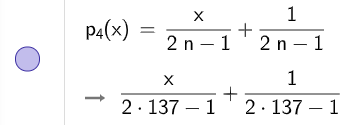 p₄(x) = x / (2 n − 1) + 1 / (2 n − 1)
→ x / (2 · 137 − 1) + 1 / (2 · 137 − 1)